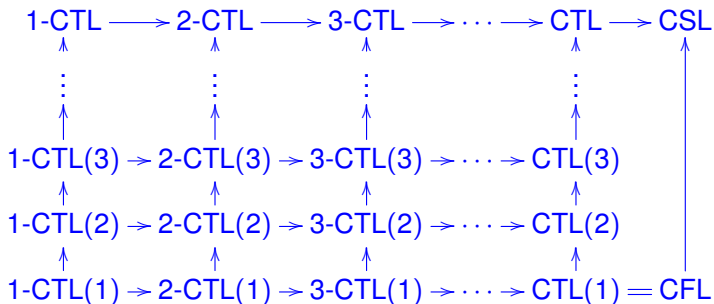 1-CTL 2-CTL 3-CTL ··· CTL CSL
⋮ ⋮ ⋮ ⋮
1-CTL(3) 2-CTL(3) 3-CTL(3) ··· CTL(3)
1-CTL(2) 2-CTL(2) 3-CTL(2) ··· CTL(2)
1-CTL(1) 2-CTL(1) 3-CTL(1) ··· CTL(1) = CFL